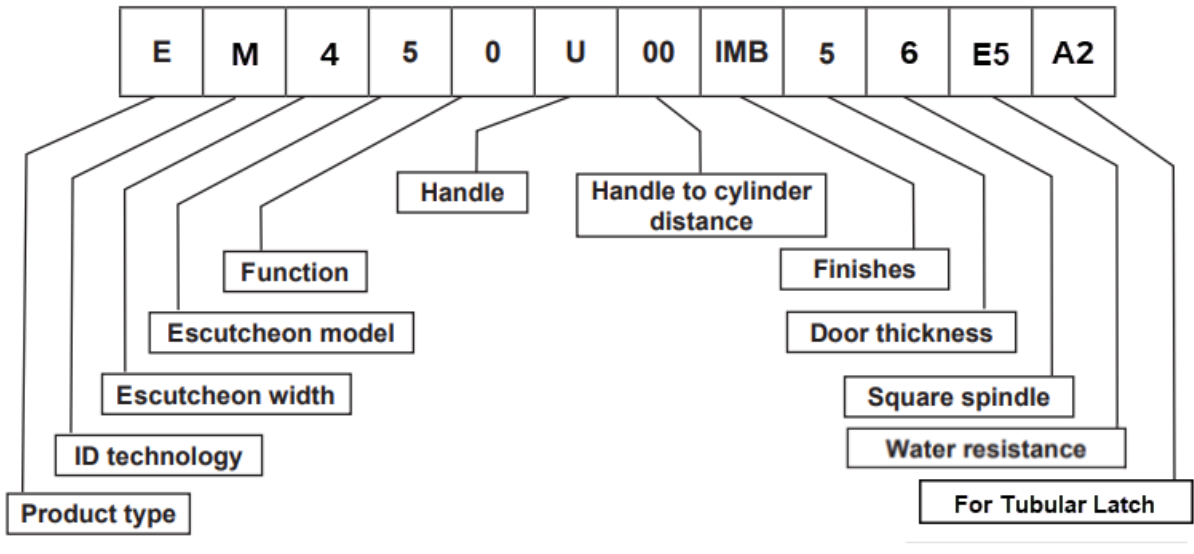 E M 4 5 0 U 00 IMB 5 6 E5 A2
Handle
Handle to cylinder
distance
Function
Finishes
Escutcheon model
Door thickness
Escutcheon width
Square spindle
ID technology
Water resistance
Product type
For Tubular Latch